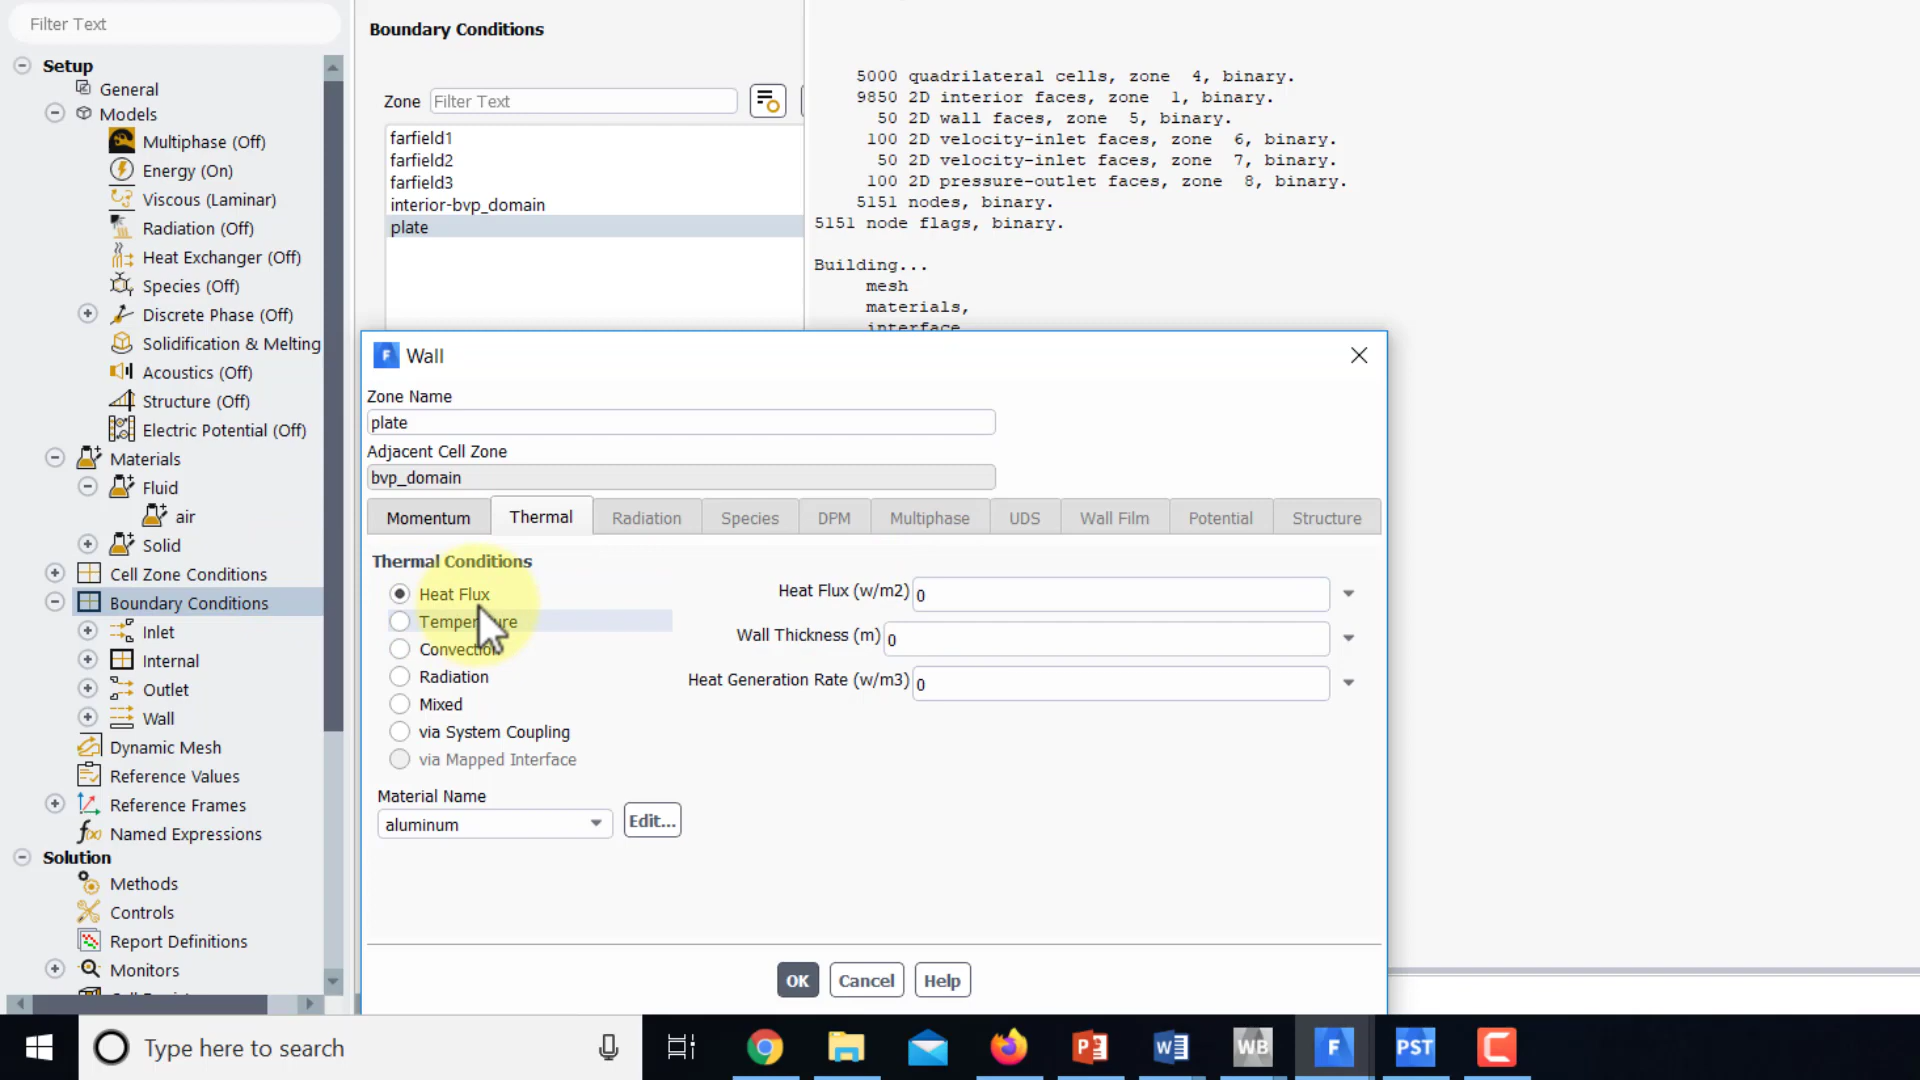 Filter Text
Setup
General
Models
Multiphase (Off)
Energy (On)
Viscous (Laminar)
Radiation (Off)
Heat Exchanger (Off)
Species (Off)
Discrete Phase (Off)
Solidification & Melting
Acoustics (Off)
Structure (Off)
Electric Potential (Off)
Materials
Fluid
air
Solid
Cell Zone Conditions
Boundary Conditions
Inlet
Internal
Outlet
Wall
Dynamic Mesh
Reference Values
Reference Frames
Named Expressions
Solution
Methods
Controls
Report Definitions
Monitors
Boundary Conditions
Zone Filter Text
farfield1
farfield2
farfield3
interior-bvp_domain
plate
5000 quadrilateral cells, zone 4, binary.
9850 2D interior faces, zone 1, binary.
50 2D wall faces, zone 5, binary.
100 2D velocity-inlet faces, zone 6, binary.
50 2D velocity-inlet faces, zone 7, binary.
100 2D pressure-outlet faces, zone 8, binary.
5151 nodes, binary.
5151 node flags, binary.
Building...
mesh
materials,
interface
F Wall
Zone Name
plate
Adjacent Cell Zone
bvp_domain
Momentum Thermal Radiation Species DPM Multiphase UDS Wall Film Potential Structure
Thermal Conditions
Heat Flux
Temperature
Convection
Radiation
Mixed
via System Coupling
via Mapped Interface
Heat Flux (w/m2) 0
Wall Thickness (m) 0
Heat Generation Rate (w/m3) 0
Material Name
aluminum Edit...
OK Cancel Help
Type here to search
P W WB F PST C